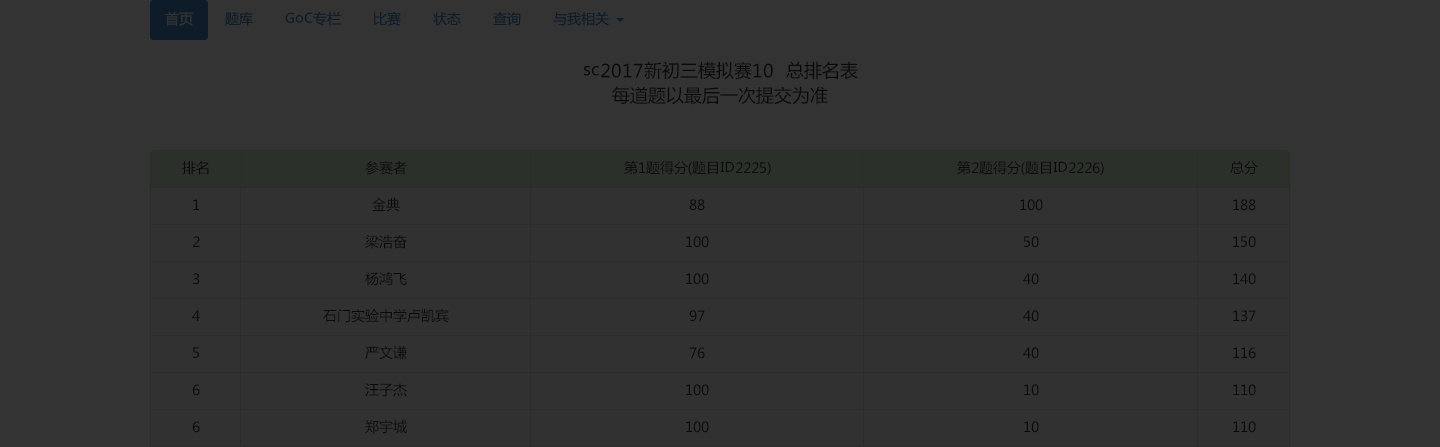 首页 题库 GoC专栏 比赛 状态 查询 与我相关
sc2017新初三模拟赛10 总排名表
每道题以最后一次提交为准
排名 参赛者 第1题得分(题目ID2225) 第2题得分(题目ID2226) 总分
1 金典 88 100 188
2 梁浩奋 100 50 150
3 杨鸿飞 100 40 140
4 石门实验中学卢凯宾 97 40 137
5 严文谦 76 40 116
6 汪子杰 100 10 110
6 郑宇城 100 10 110